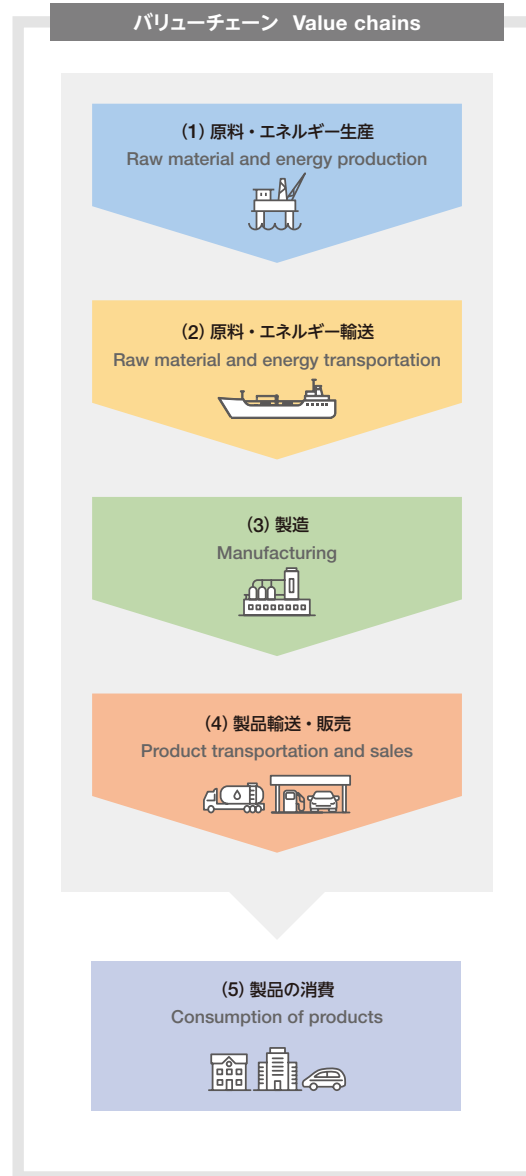 バリューチェーン Value chains
(1) 原料・エネルギー生産
Raw material and energy production
(2) 原料・エネルギー輸送
Raw material and energy transportation
(3) 製造
Manufacturing
(4) 製品輸送・販売
Product transportation and sales
(5) 製品の消費
Consumption of products